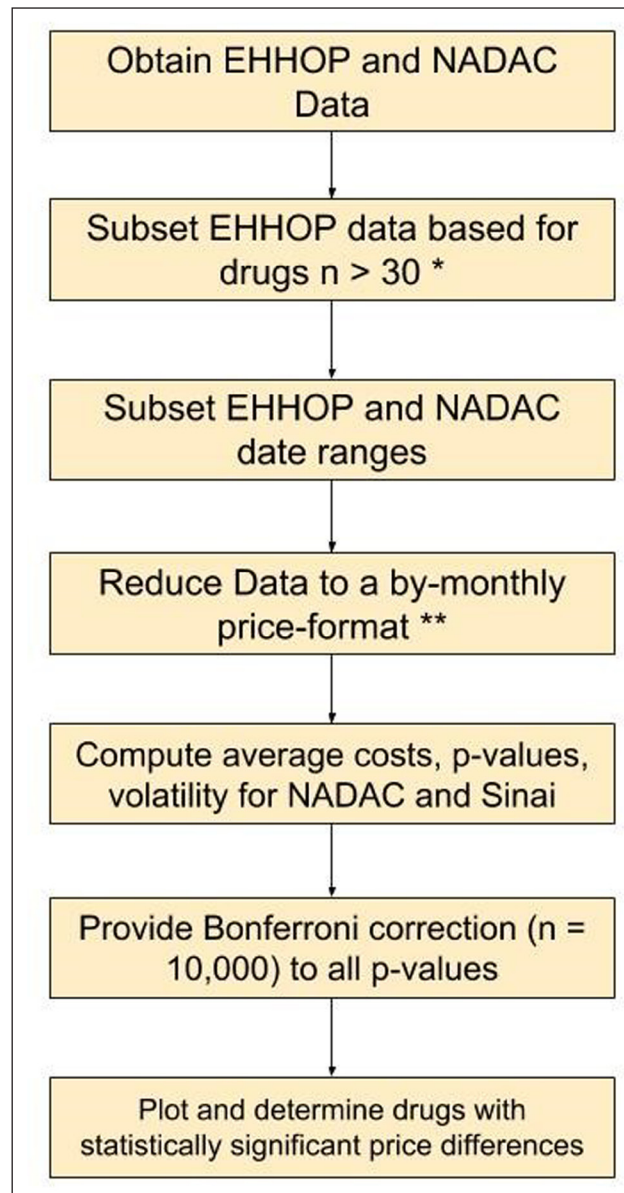 Obtain EHHOP and NADAC
Data
Subset EHHOP data based for
drugs n > 30 *
Subset EHHOP and NADAC
date ranges
Reduce Data to a by-monthly
price-format **
Compute average costs, p-values,
volatility for NADAC and Sinai
Provide Bonferroni correction (n =
10,000) to all p-values
Plot and determine drugs with
statistically significant price differences